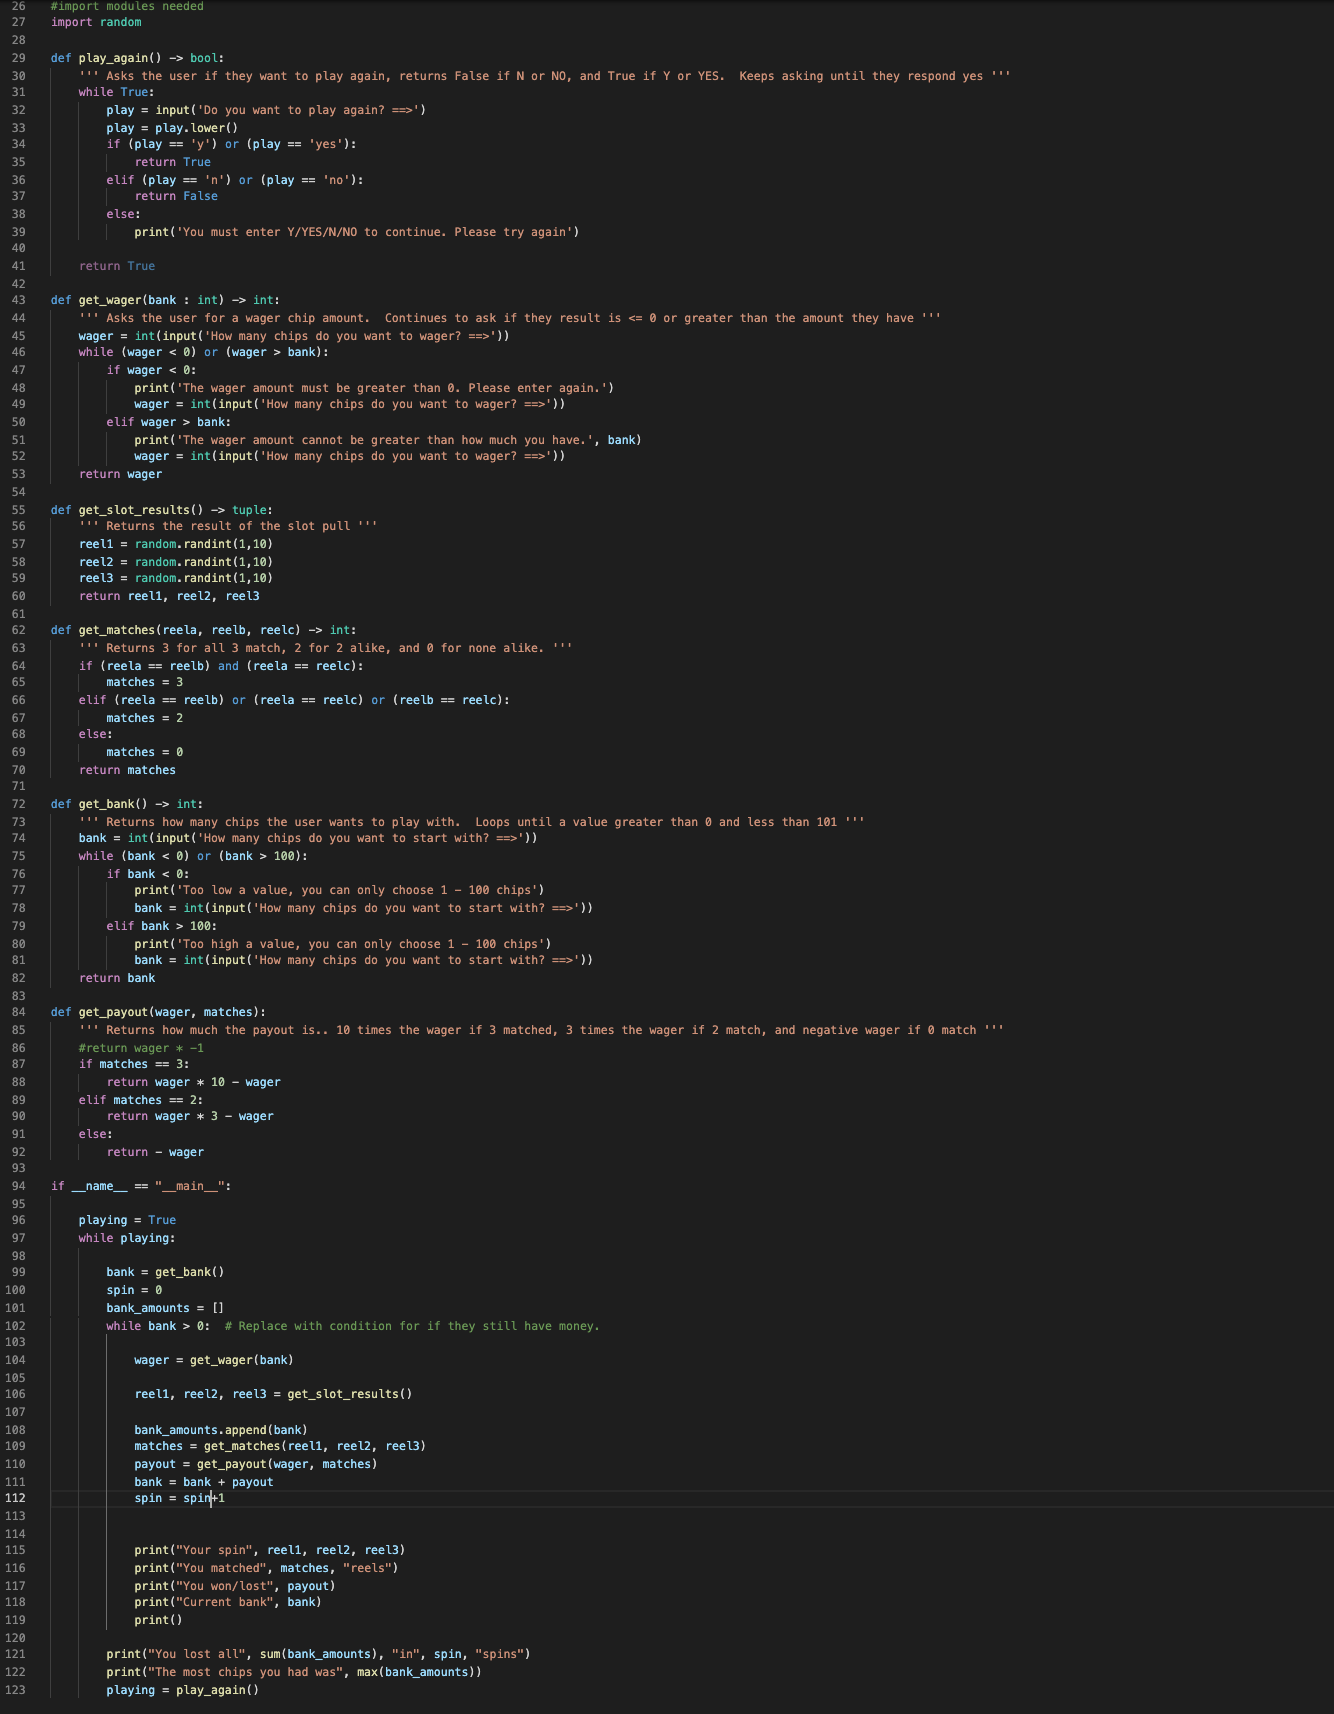 26 #import modules needed
27 import random
28
29 def play_again() -> bool:
30     ''' Asks the user if they want to play again, returns False if N or NO, and True if Y or YES.  Keeps asking until they respond yes '''
31     while True:
32         play = input('Do you want to play again? ==>')
33         play = play.lower()
34         if (play == 'y') or (play == 'yes'):
35             return True
36         elif (play == 'n') or (play == 'no'):
37             return False
38         else:
39             print('You must enter Y/YES/N/NO to continue. Please try again')
40
41     return True
42
43 def get_wager(bank : int) -> int:
44     ''' Asks the user for a wager chip amount.  Continues to ask if they result is <= 0 or greater than the amount they have '''
45     wager = int(input('How many chips do you want to wager? ==>'))
46     while (wager < 0) or (wager > bank):
47         if wager < 0:
48             print('The wager amount must be greater than 0. Please enter again.')
49             wager = int(input('How many chips do you want to wager? ==>'))
50         elif wager > bank:
51             print('The wager amount cannot be greater than how much you have.', bank)
52             wager = int(input('How many chips do you want to wager? ==>'))
53     return wager
54
55 def get_slot_results() -> tuple:
56     ''' Returns the result of the slot pull '''
57     reel1 = random.randint(1,10)
58     reel2 = random.randint(1,10)
59     reel3 = random.randint(1,10)
60     return reel1, reel2, reel3
61
62 def get_matches(reela, reelb, reelc) -> int:
63     ''' Returns 3 for all 3 match, 2 for 2 alike, and 0 for none alike. '''
64     if (reela == reelb) and (reela == reelc):
65         matches = 3
66     elif (reela == reelb) or (reela == reelc) or (reelb == reelc):
67         matches = 2
68     else:
69         matches = 0
70     return matches
71
72 def get_bank() -> int:
73     ''' Returns how many chips the user wants to play with.  Loops until a value greater than 0 and less than 101 '''
74     bank = int(input('How many chips do you want to start with? ==>'))
75     while (bank < 0) or (bank > 100):
76         if bank < 0:
77             print('Too low a value, you can only choose 1 - 100 chips')
78             bank = int(input('How many chips do you want to start with? ==>'))
79         elif bank > 100:
80             print('Too high a value, you can only choose 1 - 100 chips')
81             bank = int(input('How many chips do you want to start with? ==>'))
82     return bank
83
84 def get_payout(wager, matches):
85     ''' Returns how much the payout is.. 10 times the wager if 3 matched, 3 times the wager if 2 match, and negative wager if 0 match '''
86     #return wager * -1
87     if matches == 3:
88         return wager * 10 - wager
89     elif matches == 2:
90         return wager * 3 - wager
91     else:
92         return - wager
93
94 if __name__ == "__main__":
95
96     playing = True
97     while playing:
98
99         bank = get_bank()
100         spin = 0
101         bank_amounts = []
102         while bank > 0:  # Replace with condition for if they still have money.
103
104             wager = get_wager(bank)
105
106             reel1, reel2, reel3 = get_slot_results()
107
108             bank_amounts.append(bank)
109             matches = get_matches(reel1, reel2, reel3)
110             payout = get_payout(wager, matches)
111             bank = bank + payout
112             spin = spin+1
113
114
115             print("Your spin", reel1, reel2, reel3)
116             print("You matched", matches, "reels")
117             print("You won/lost", payout)
118             print("Current bank", bank)
119             print()
120
121         print("You lost all", sum(bank_amounts), "in", spin, "spins")
122         print("The most chips you had was", max(bank_amounts))
123         playing = play_again()